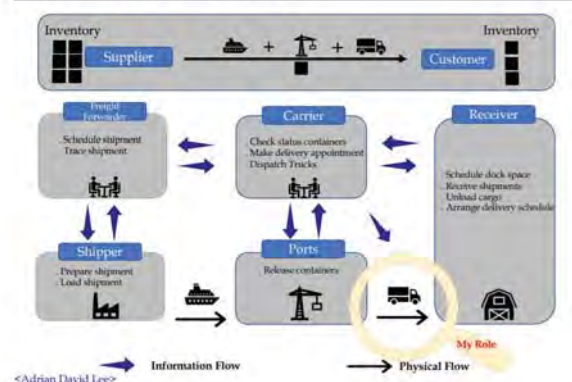 Inventory
Inventory
Supplier
+
+
Customer
Freight
Forwarder
. Schedule shipment
Trace shipment
Carrier
. Check status containers
. Make delivery appointment
. Dispatch Trucks
Receiver
Schedule dock space
. Receive shipments
. Unload cargo
. Arrange delivery schedule
Shipper
. Prepare shipment
. Load shipment
Ports
Release containers
My Role
Information Flow
Physical Flow
<Adrian David Lee>